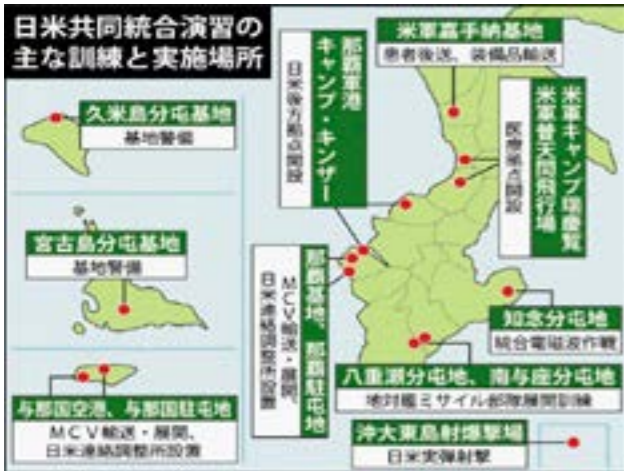 日米共同統合演習の
主な訓練と実施場所
米軍嘉手納基地
患者後送、装備品輸送
那覇軍港
キャンプ・キンザー
日米後方拠点開設
米軍キャンプ瑞慶覧
米軍普天間飛行場
医療拠点開設
久米島分屯基地
基地警備
宮古島分屯基地
基地警備
那覇基地、那覇駐屯地
MCV輸送・展開、
日米連絡調整所設置
知念分屯地
統合電磁波作戦
八重瀬分屯地、南与座分屯地
地対艦ミサイル部隊展開訓練
与那国空港、与那国駐屯地
MCV輸送・展開、
日米連絡調整所設置
沖大東島射爆撃場
日米実弾射撃